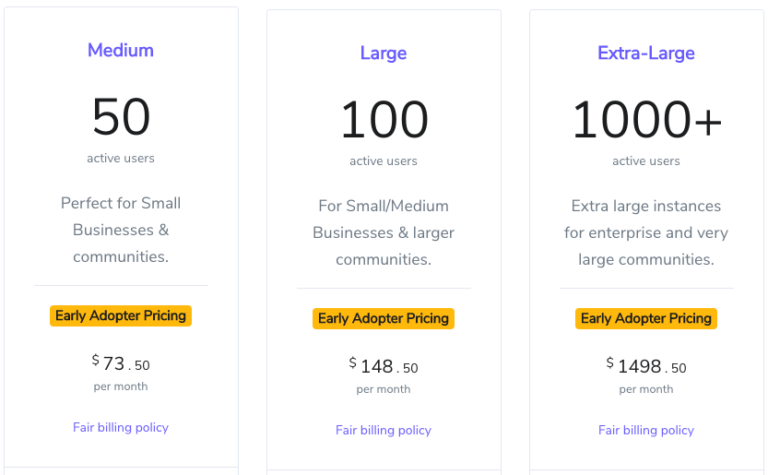 Medium
50
active users
Perfect for Small
Businesses &
communities.
Early Adopter Pricing
$ 73 . 50
per month
Fair billing policy
Large
100
active users
For Small/Medium
Businesses & larger
communities.
Early Adopter Pricing
$ 148 . 50
per month
Fair billing policy
Extra-Large
1000+
active users
Extra large instances
for enterprise and very
large communities.
Early Adopter Pricing
$ 1498 . 50
per month
Fair billing policy